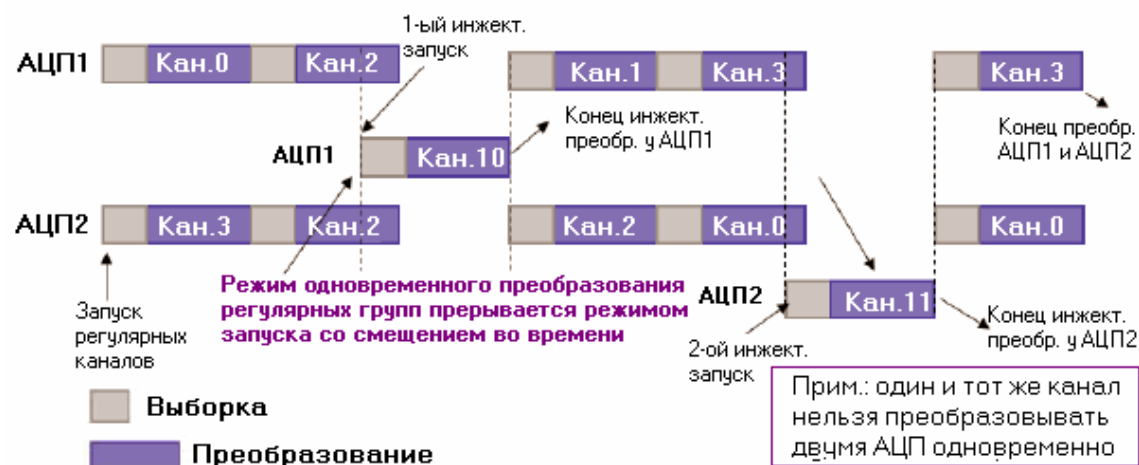 1-ый инжект.
запуск
АЦП1
Кан.0
Кан.2
Кан.1
Кан.3
Кан.3
АЦП1
Кан.10
Конец инжект.
преобр. у АЦП1
Конец преобр.
АЦП1 и АЦП2
АЦП2
Кан.3
Кан.2
Кан.2
Кан.0
Кан.0
Запуск
регулярных
каналов
Режим одновременного преобразования
регулярных групп прерывается режимом
запуска со смещением во времени
АЦП2
Кан.11
2-ой инжект.
запуск
Конец инжект.
преобр. у АЦП2
Выборка
Преобразование
Прим.: один и тот же канал
нельзя преобразовывать
двумя АЦП одновременно